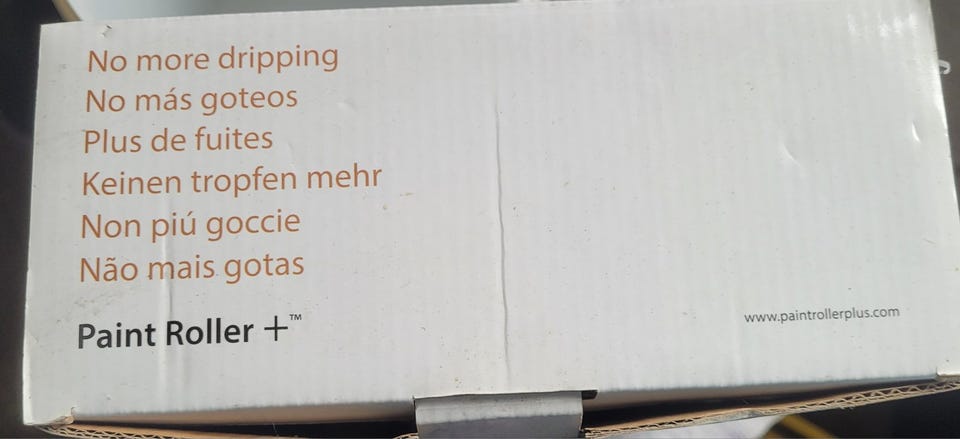 No more dripping
No más goteos
Plus de fuites
Keinen tropfen mehr
Non piú goccie
Não mais gotas
Paint Roller +™
www.paintrollerplus.com